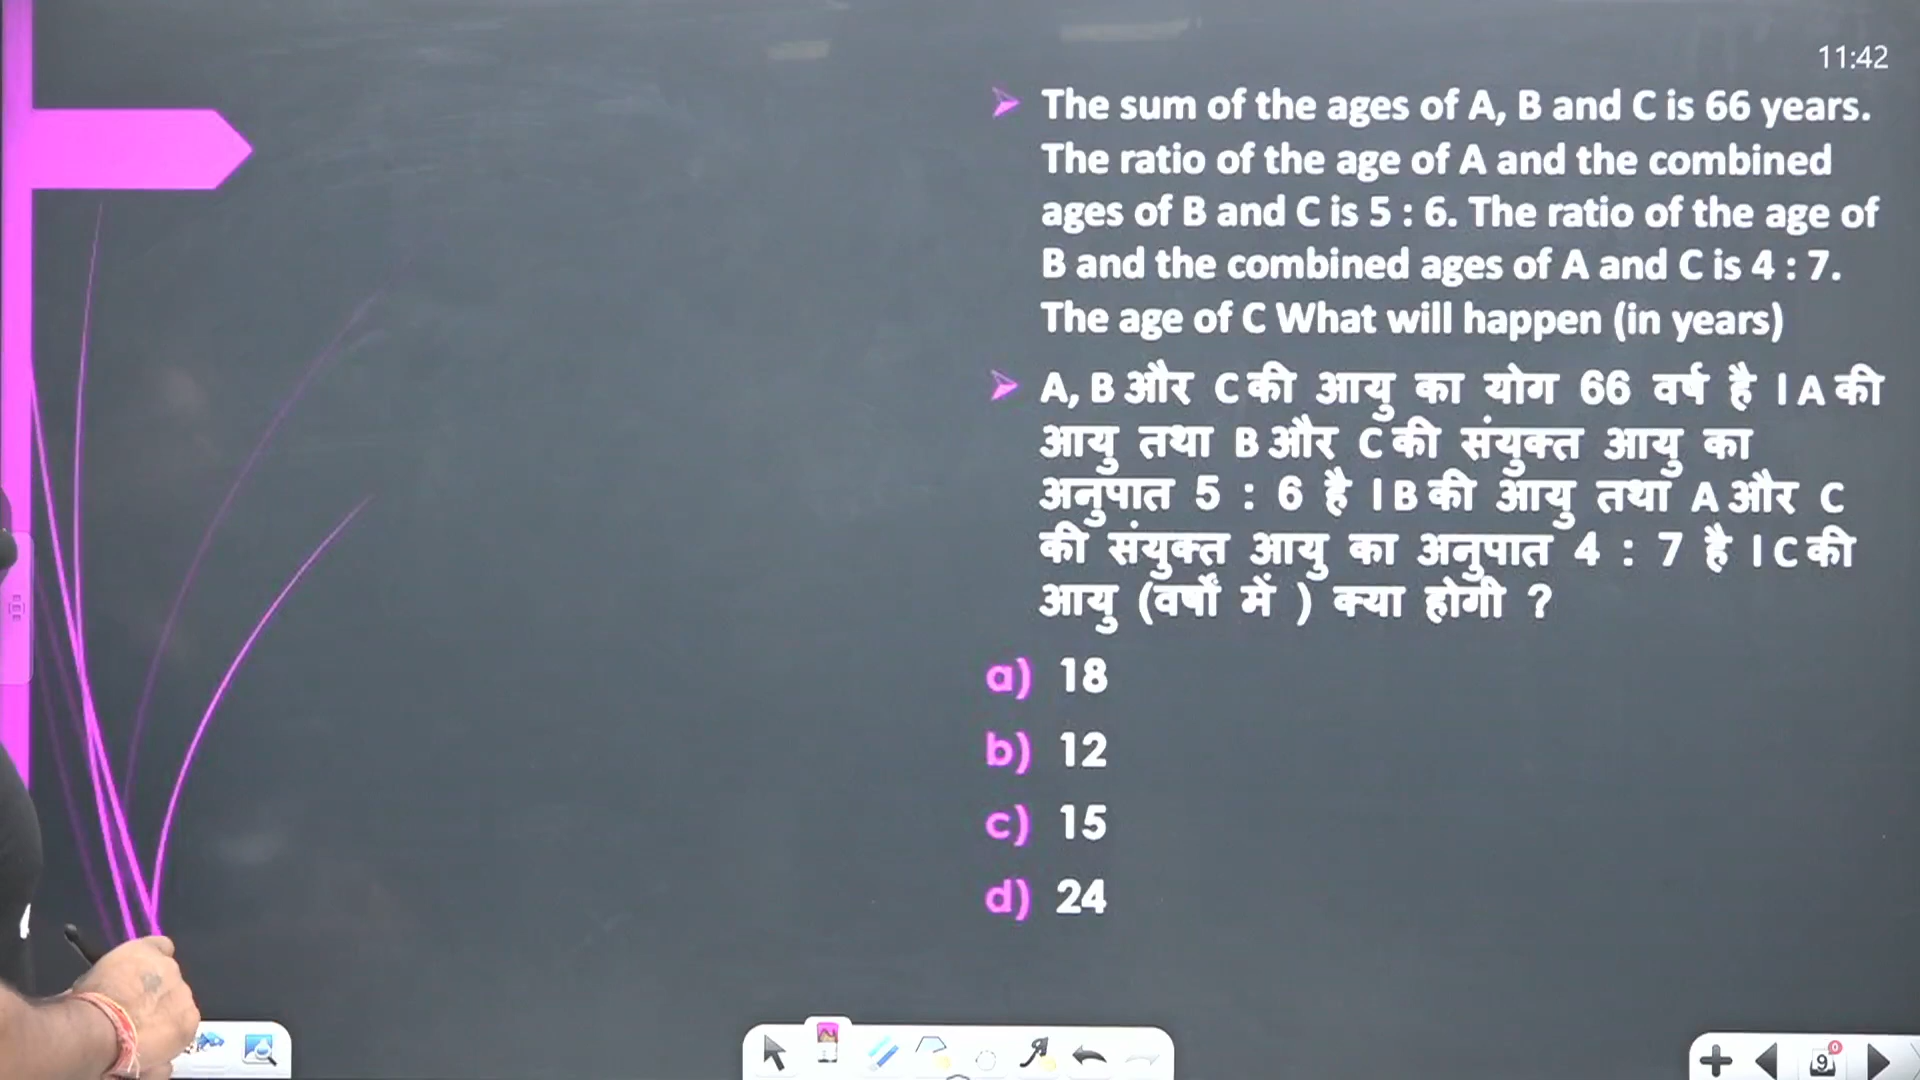 11:42
The sum of the ages of A, B and C is 66 years.
The ratio of the age of A and the combined
ages of B and C is 5 : 6. The ratio of the age of
B and the combined ages of A and C is 4 : 7.
The age of C What will happen (in years)
A, B और C की आयु का योग 66 वर्ष है । A की
आयु तथा B और C की संयुक्त आयु का
अनुपात 5 : 6 है । B की आयु तथा A और C
की संयुक्त आयु का अनुपात 4 : 7 है । C की
आयु (वर्षों में ) क्या होगी ?
a) 18
b) 12
c) 15
d) 24
9 0